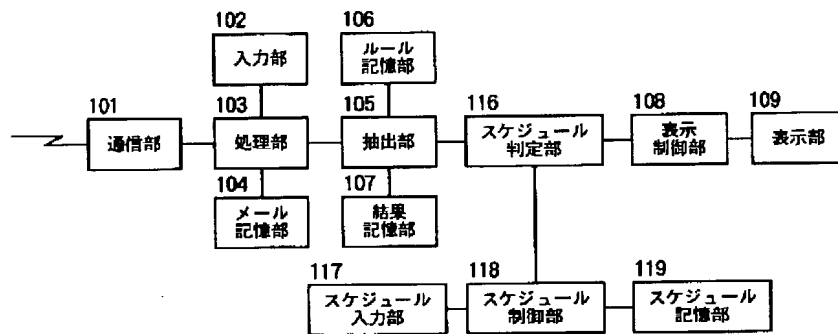 102
入力部
106
ルール
記憶部
101
通信部
103
処理部
105
抽出部
116
スケジュール
判定部
108
表示
制御部
109
表示部
104
メール
記憶部
107
結果
記憶部
117
スケジュール
入力部
118
スケジュール
制御部
119
スケジュール
記憶部